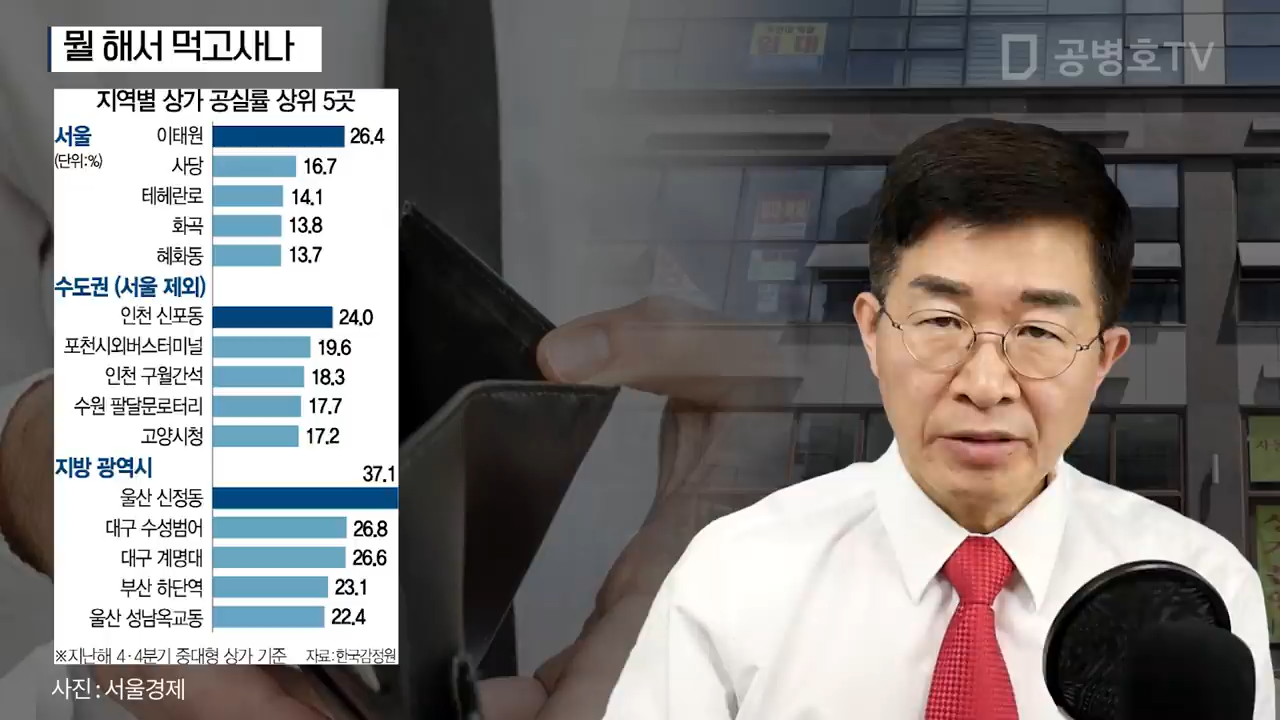 뭘 해서 먹고사나
공병호TV
지역별 상가 공실률 상위 5곳
서울
(단위:%)
이태원 26.4
사당 16.7
테헤란로 14.1
화곡 13.8
혜화동 13.7
수도권 (서울 제외)
인천 신포동 24.0
포천시외버스터미널 19.6
인천 구월간석 18.3
수원 팔달문로터리 17.7
고양시청 17.2
지방 광역시
울산 신정동 37.1
대구 수성범어 26.8
대구 계명대 26.6
부산 하단역 23.1
울산 성남옥교동 22.4
※지난해 4·4분기 중대형 상가 기준 자료:한국감정원
사진 : 서울경제
임대